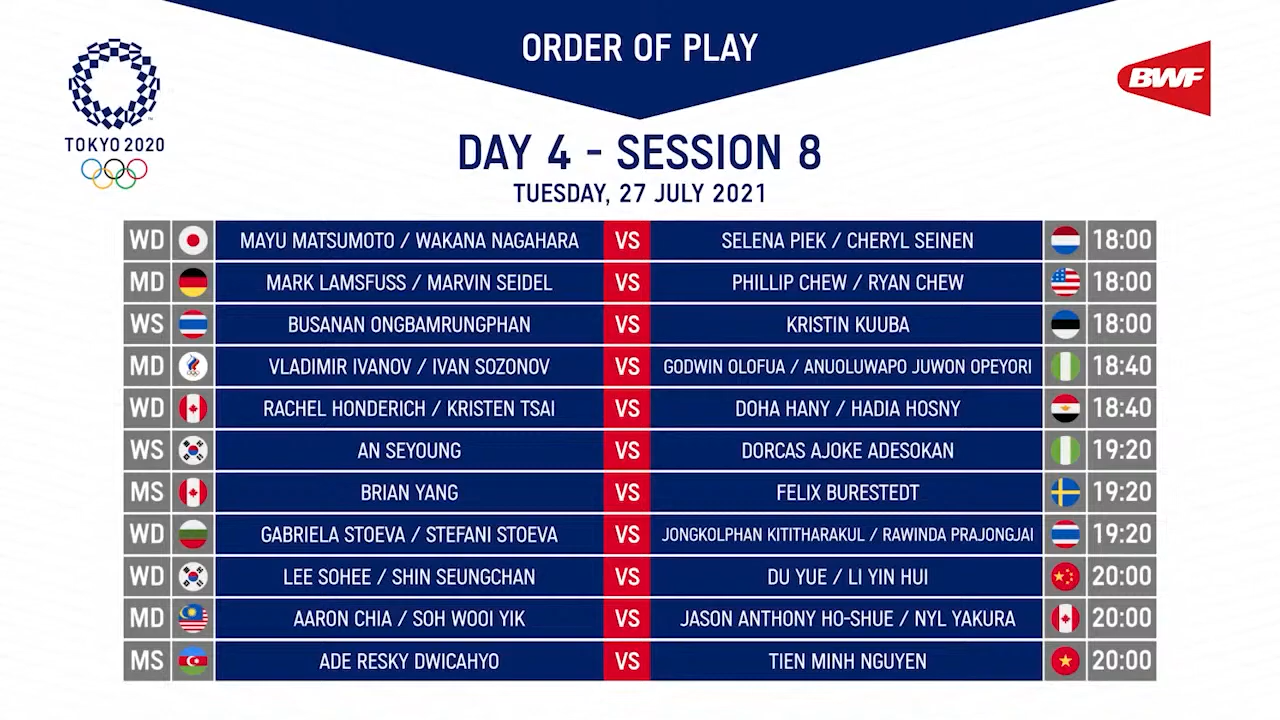 ORDER OF PLAY
BWF
TOKYO 2020
DAY 4 - SESSION 8
TUESDAY, 27 JULY 2021
WD MAYU MATSUMOTO / WAKANA NAGAHARA VS SELENA PIEK / CHERYL SEINEN 18:00
MD MARK LAMSFUSS / MARVIN SEIDEL VS PHILLIP CHEW / RYAN CHEW 18:00
WS BUSANAN ONGBAMRUNGPHAN VS KRISTIN KUUBA 18:00
MD VLADIMIR IVANOV / IVAN SOZONOV VS GODWIN OLOFUA / ANUOLUWAPO JUWON OPEYORI 18:40
WD RACHEL HONDERICH / KRISTEN TSAI VS DOHA HANY / HADIA HOSNY 18:40
WS AN SEYOUNG VS DORCAS AJOKE ADESOKAN 19:20
MS BRIAN YANG VS FELIX BURESTEDT 19:20
WD GABRIELA STOEVA / STEFANI STOEVA VS JONGKOLPHAN KITITHARAKUL / RAWINDA PRAJONGJAI 19:20
WD LEE SOHEE / SHIN SEUNGCHAN VS DU YUE / LI YIN HUI 20:00
MD AARON CHIA / SOH WOOI YIK VS JASON ANTHONY HO-SHUE / NYL YAKURA 20:00
MS ADE RESKY DWICAHYO VS TIEN MINH NGUYEN 20:00